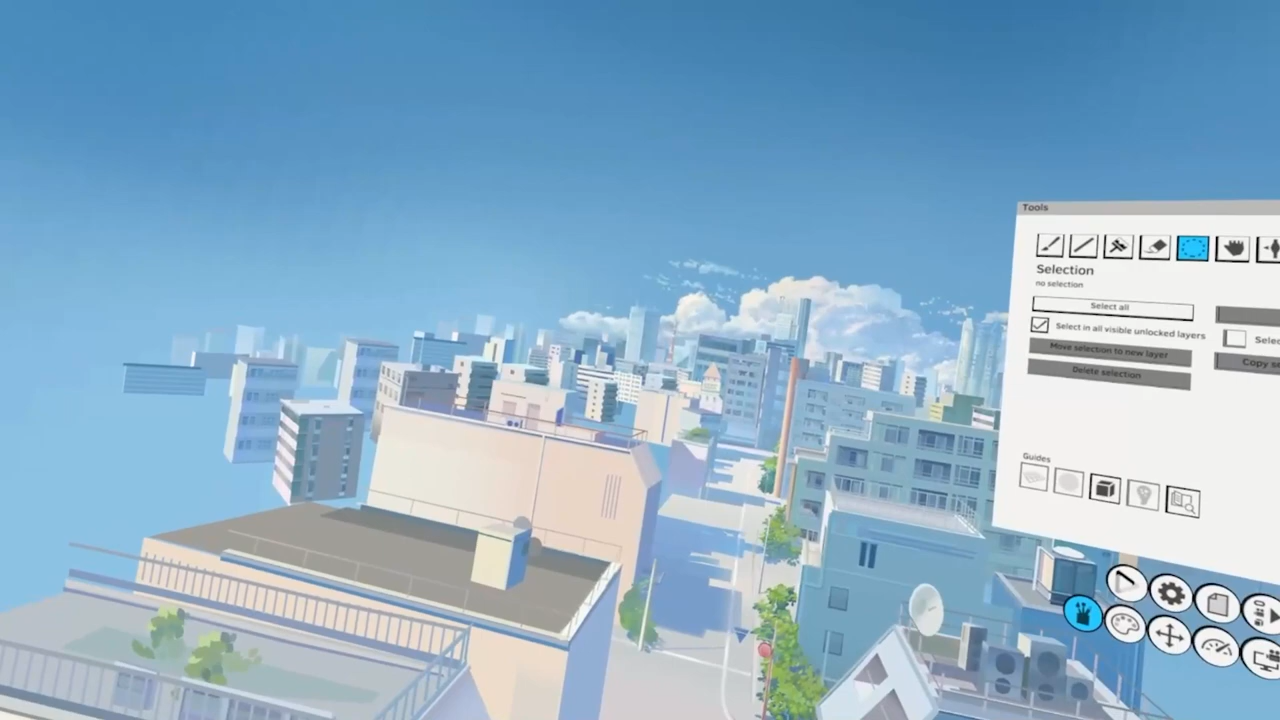 Tools
Selection
no selection
Select all
Select in all visible unlocked layers
Move selection to new layer
Delete selection
Copy
Guides